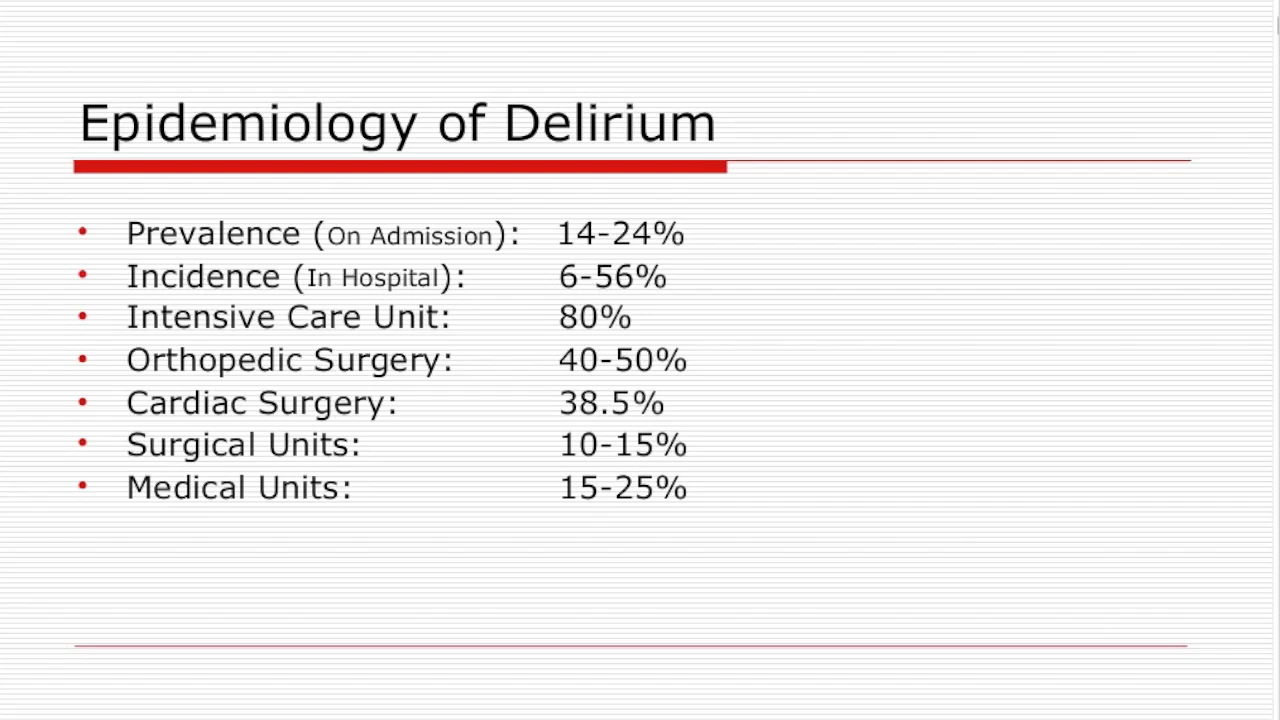 Epidemiology of Delirium
• Prevalence (On Admission): 14-24%
• Incidence (In Hospital): 6-56%
• Intensive Care Unit: 80%
• Orthopedic Surgery: 40-50%
• Cardiac Surgery: 38.5%
• Surgical Units: 10-15%
• Medical Units: 15-25%